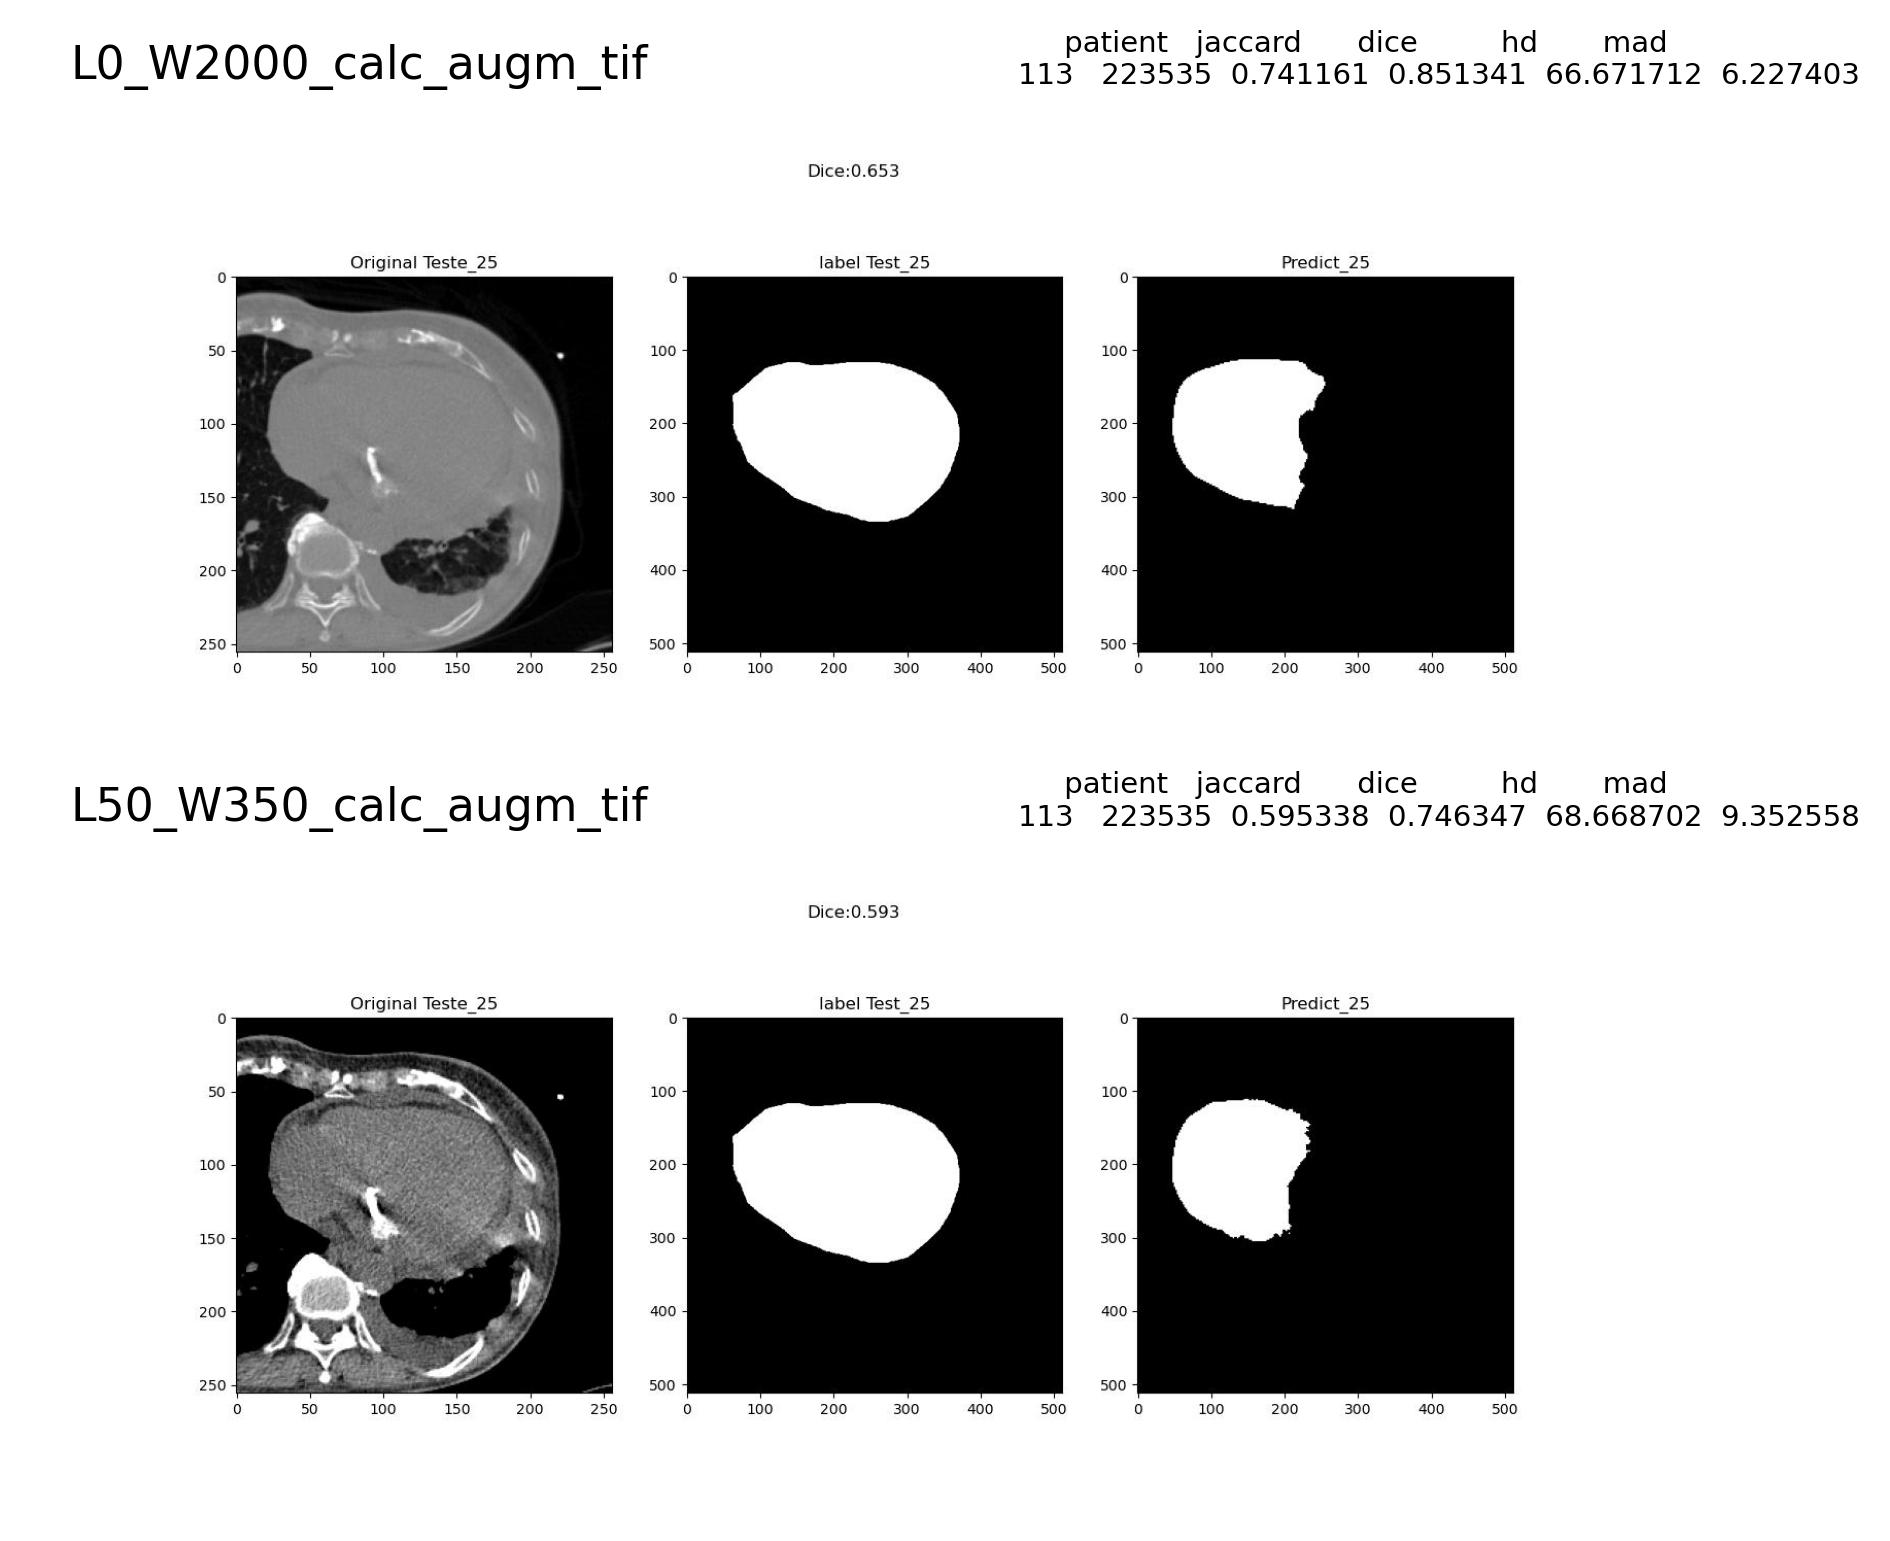 L0_W2000_calc_augm_tif
patient jaccard dice hd mad
113 223535 0.741161 0.851341 66.671712 6.227403
Dice:0.653
Original Teste_25
label Test_25
Predict_25
0
50
100
150
200
250
0 50 100 150 200 250
0
100
200
300
400
500
0 100 200 300 400 500
0
100
200
300
400
500
0 100 200 300 400 500
L50_W350_calc_augm_tif
patient jaccard dice hd mad
113 223535 0.595338 0.746347 68.668702 9.352558
Dice:0.593
Original Teste_25
label Test_25
Predict_25
0
50
100
150
200
250
0 50 100 150 200 250
0
100
200
300
400
500
0 100 200 300 400 500
0
100
200
300
400
500
0 100 200 300 400 500